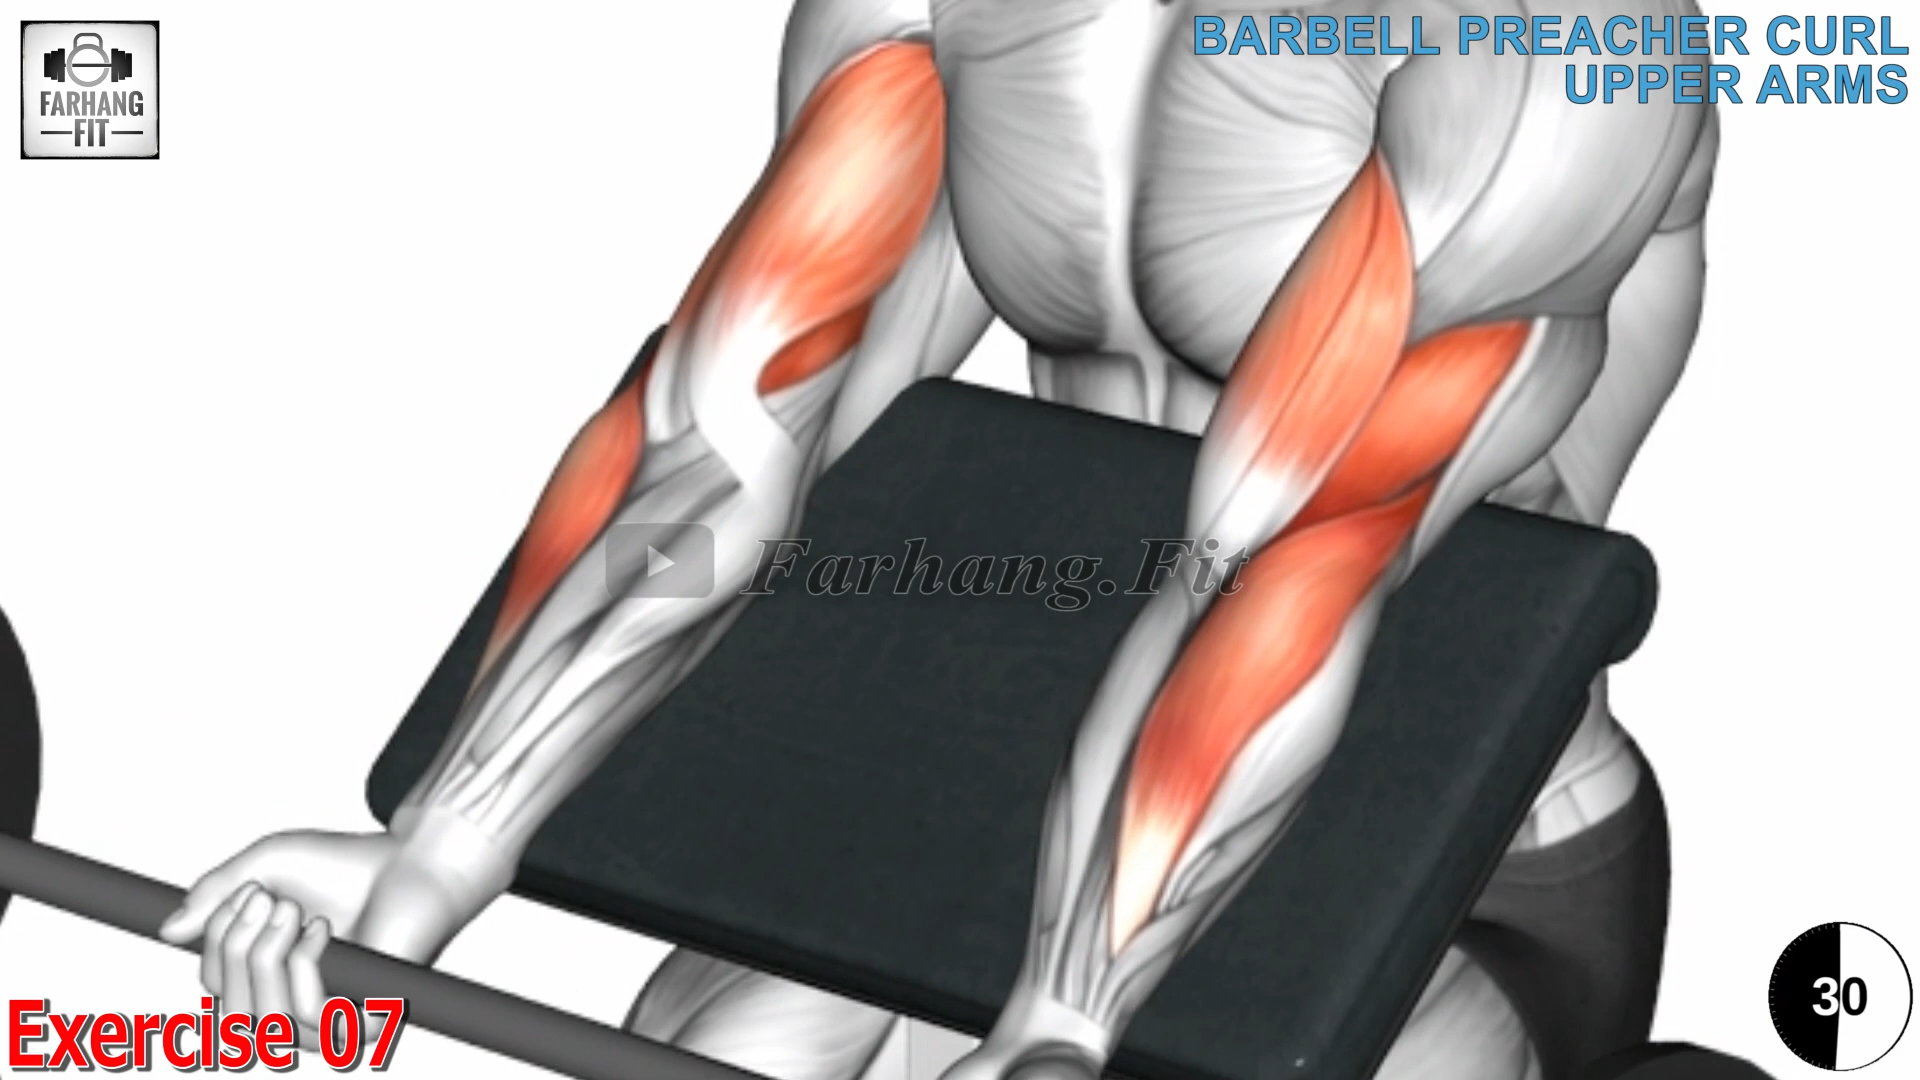 FARHANG
FIT
BARBELL PREACHER CURL
UPPER ARMS
Farhang.Fit
Exercise 07
30